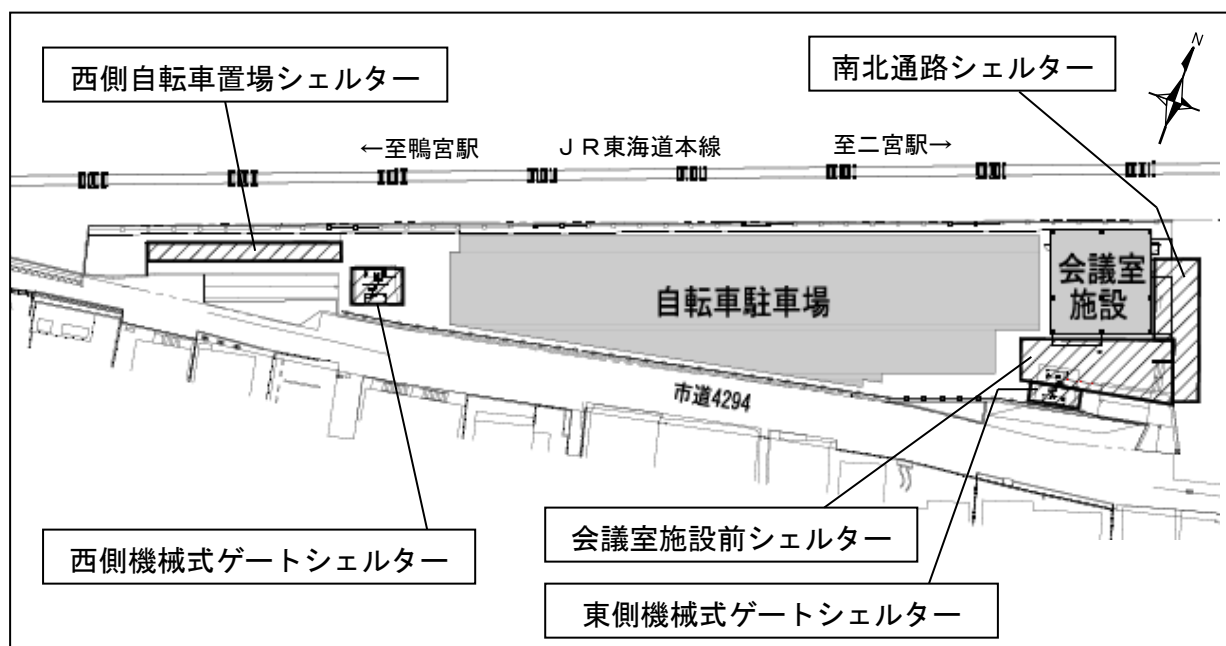 西側自転車置場シェルター
南北通路シェルター
N
←至鴨宮駅
ＪＲ東海道本線
至二宮駅→
会議室
施設
自転車駐車場
市道4294
西側機械式ゲートシェルター
会議室施設前シェルター
東側機械式ゲートシェルター